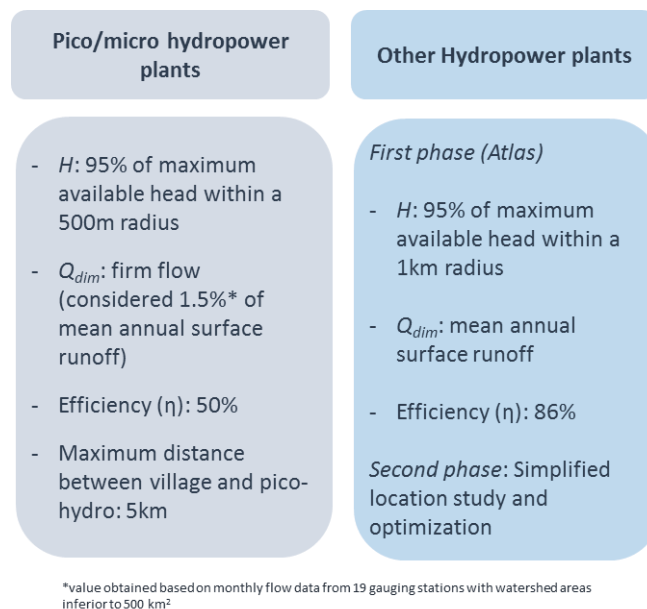 Pico/micro hydropower
plants
- H: 95% of maximum
available head within a
500m radius
- Qdim: firm flow
(considered 1.5%* of
mean annual surface
runoff)
- Efficiency (η): 50%
- Maximum distance
between village and pico-
hydro: 5km
Other Hydropower plants
First phase (Atlas)
- H: 95% of maximum
available head within a
1km radius
- Qdim: mean annual
surface runoff
- Efficiency (η): 86%
Second phase: Simplified
location study and
optimization
*value obtained based on monthly flow data from 19 gauging stations with watershed areas
inferior to 500 km²